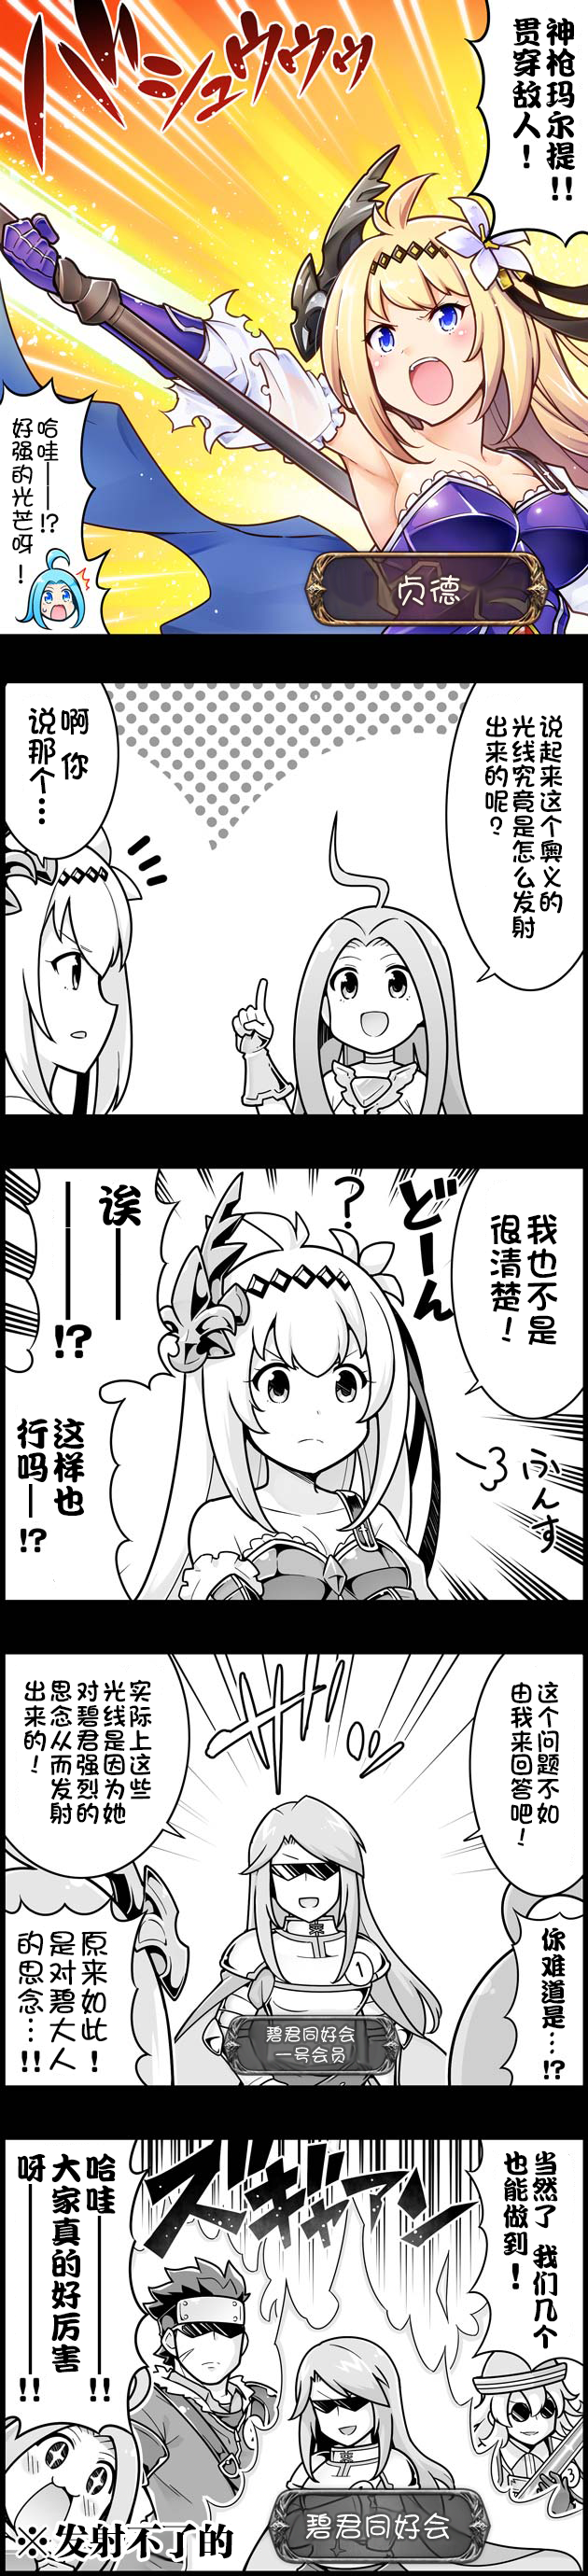 神枪玛尔提!!
贯穿敌人！
バシュウゥゥ
哈哇——!?
好强的光芒呀！
贞德
说起来这个奥义的
光线究竟是怎么发射
出来的呢?
啊 你
说那个…
我也不是
很清楚！
どーん
?
ふんす
诶——
———!?
这样也
行吗—!?
这个问题不如
由我来回答吧！
实际上这些
光线是因为她
对碧君强烈的
思念从而发射
出来的！
你难道是…!?
原来如此！
是对碧大人
的思念…!!
1
碧君同好会
一号会员
当然了 我们几个
也能做到！
ズギャアン
哈哇———!!
大家真的好厉害
呀————!!
碧君同好会
※发射不了的